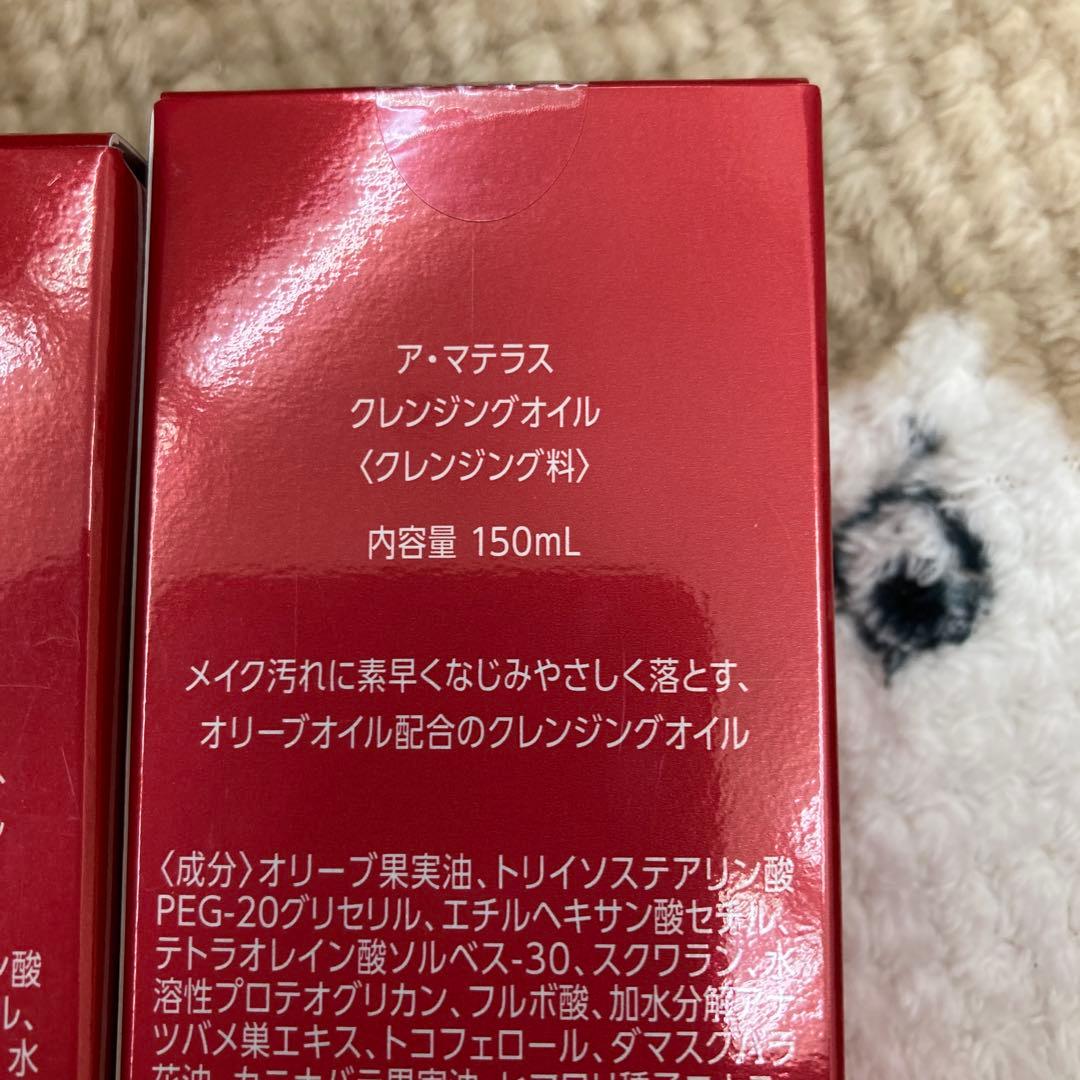 ア・マテラス
クレンジングオイル
〈クレンジング料〉
内容量 150mL
メイク汚れに素早くなじみやさしく落とす、
オリーブオイル配合のクレンジングオイル
〈成分〉オリーブ果実油、トリイソステアリン酸
PEG-20グリセリル、エチルヘキサン酸セチル、
テトラオレイン酸ソルベス-30、スクワラン、水
溶性プロテオグリカン、フルボ酸、加水分解アナ
ツバメ巣エキス、トコフェロール、ダマスクバラ
ン酸
レ、
水